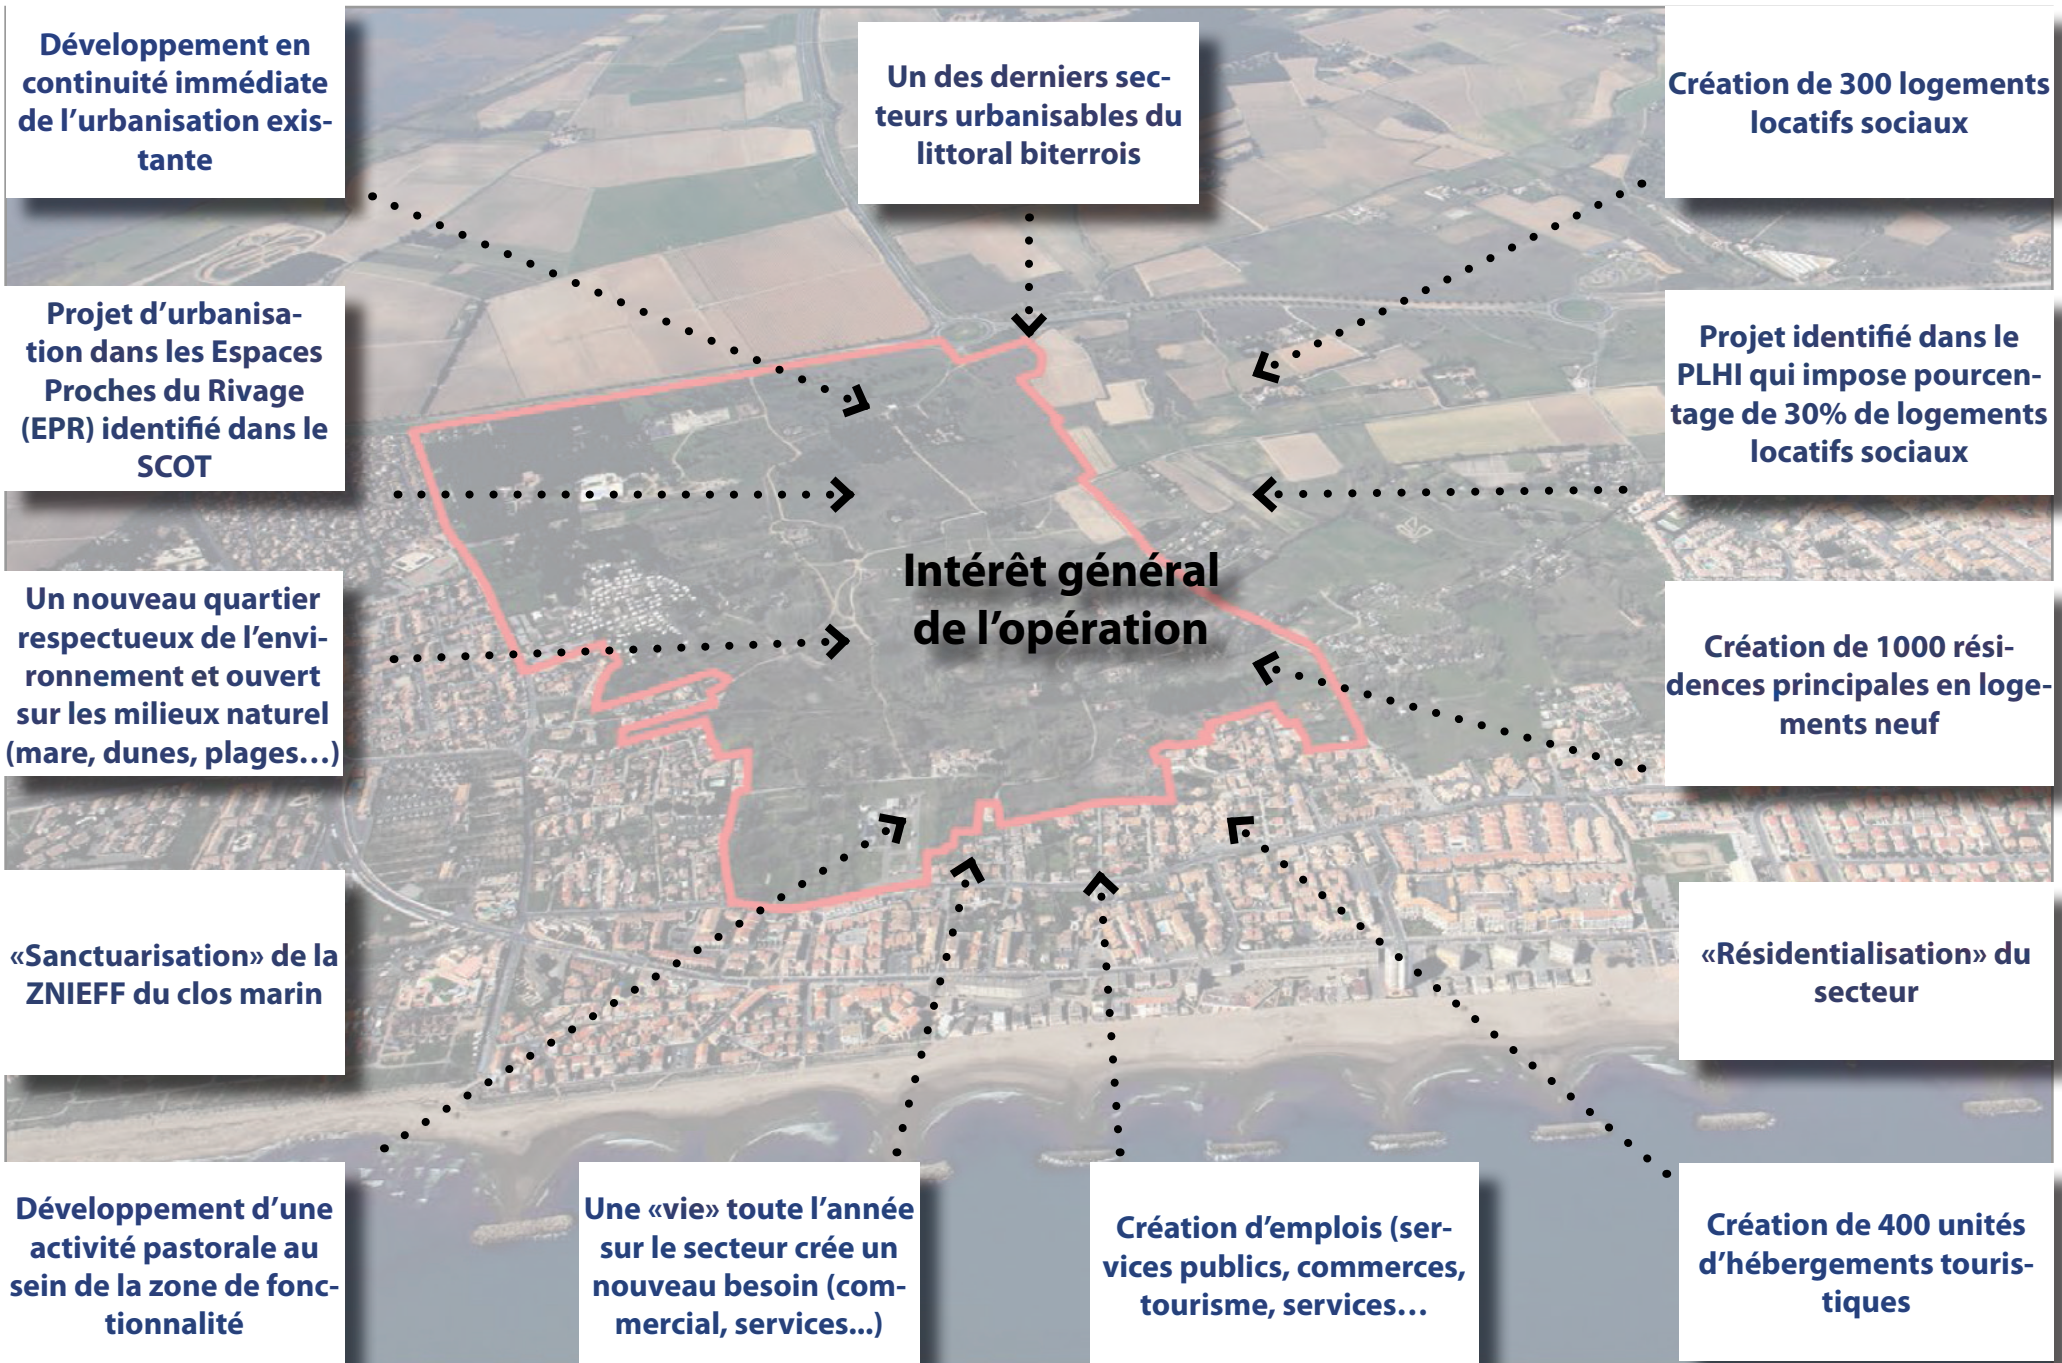 Développement en
continuité immédiate
de l’urbanisation exis-
tante
Un des derniers sec-
teurs urbanisables du
littoral biterrois
Création de 300 logements
locatifs sociaux
Projet d’urbanisa-
tion dans les Espaces
Proches du Rivage
(EPR) identifié dans le
SCOT
Projet identifié dans le
PLHI qui impose pourcen-
tage de 30% de logements
locatifs sociaux
Intérêt général
de l’opération
Un nouveau quartier
respectueux de l’envi-
ronnement et ouvert
sur les milieux naturel
(mare, dunes, plages…)
Création de 1000 rési-
dences principales en loge-
ments neuf
«Sanctuarisation» de la
ZNIEFF du clos marin
«Résidentialisation» du
secteur
Développement d’une
activité pastorale au
sein de la zone de fonc-
tionnalité
Une «vie» toute l’année
sur le secteur crée un
nouveau besoin (com-
mercial, services...)
Création d’emplois (ser-
vices publics, commerces,
tourisme, services…
Création de 400 unités
d’hébergements touris-
tiques